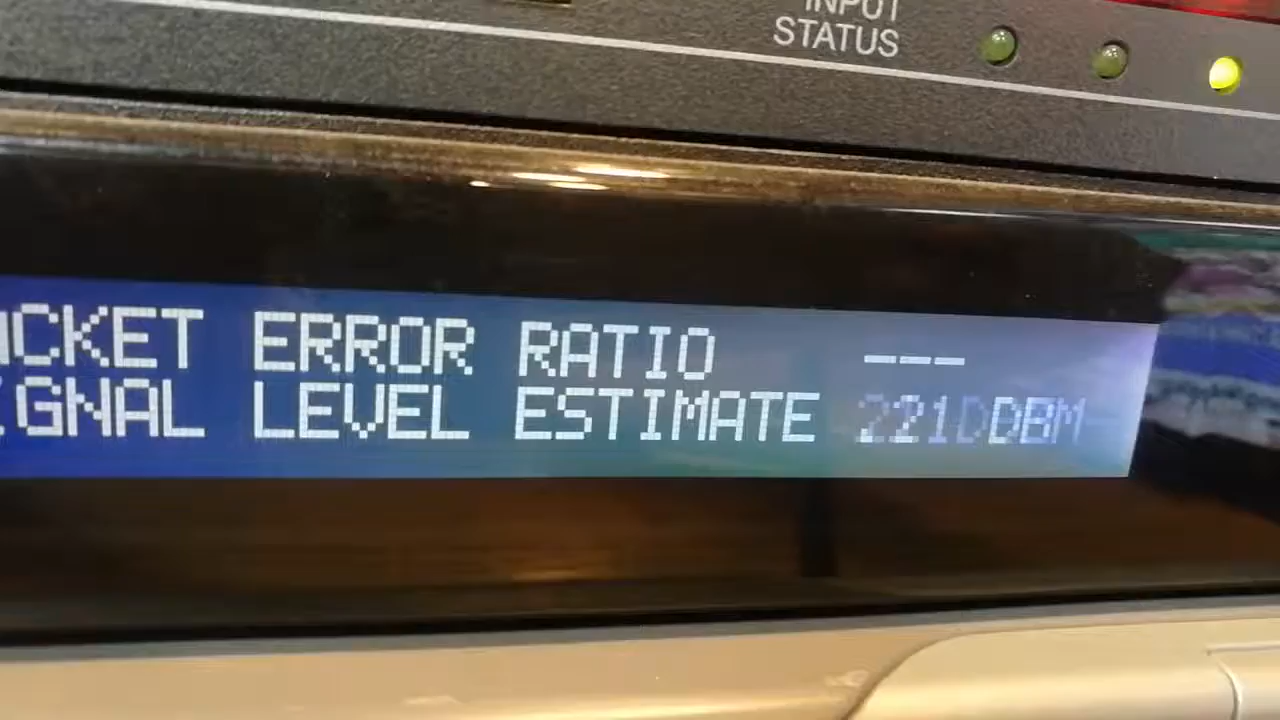 INPUT
STATUS
CKET ERROR RATIO ---
GNAL LEVEL ESTIMATE